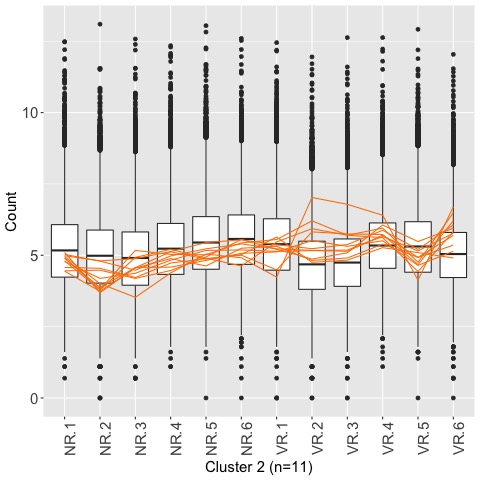 Count
10
5
0
NR.1
NR.2
NR.3
NR.4
NR.5
NR.6
VR.1
VR.2
VR.3
VR.4
VR.5
VR.6
Cluster 2 (n=11)